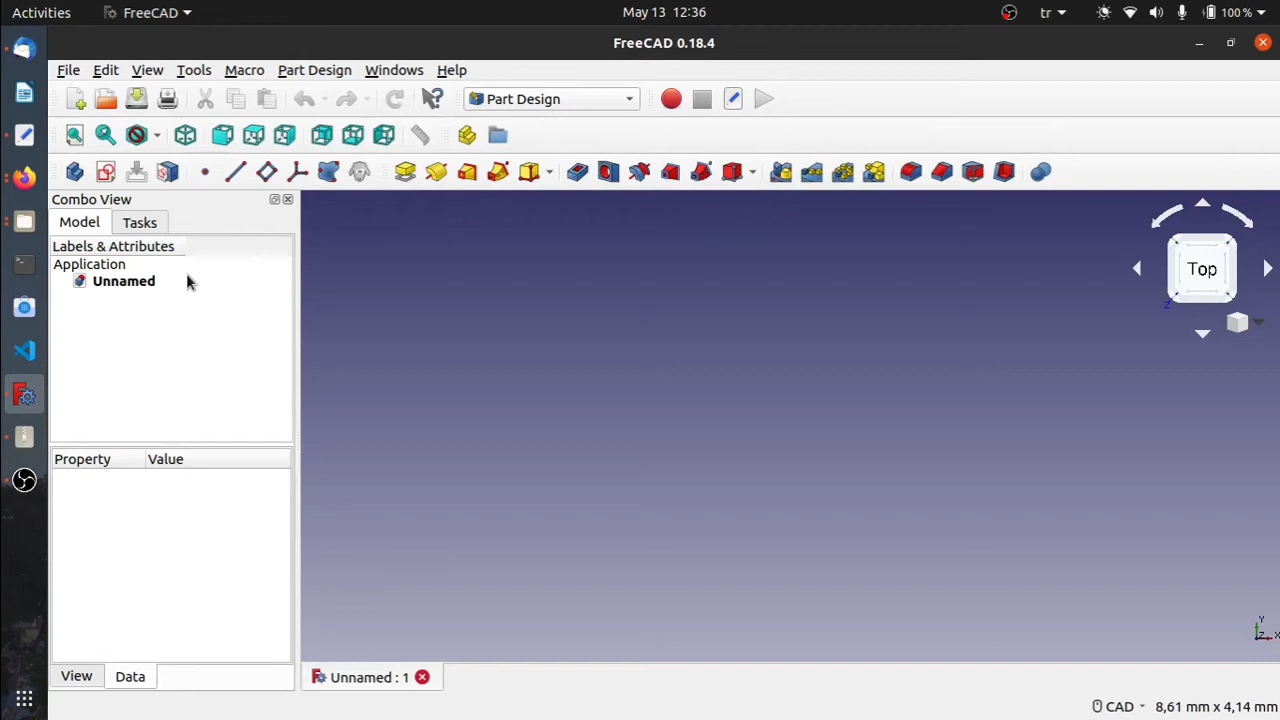 Activities FreeCAD May 13 12:36 tr 100 %
FreeCAD 0.18.4
File Edit View Tools Macro Part Design Windows Help
Part Design
Combo View
Model Tasks
Labels & Attributes
Application
Unnamed
Top
Z
Property Value
Y
Z X
View Data
Unnamed : 1
CAD 8,61 mm x 4,14 mm